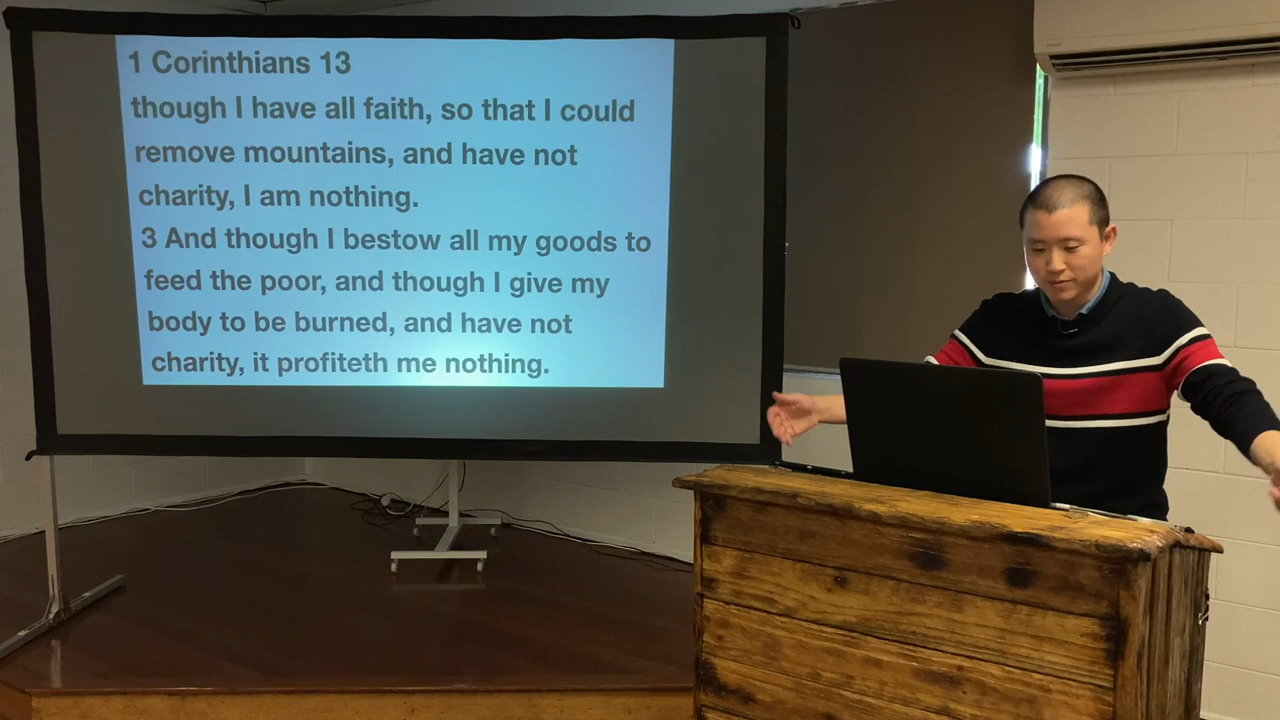 1 Corinthians 13
though I have all faith, so that I could
remove mountains, and have not
charity, I am nothing.
3 And though I bestow all my goods to
feed the poor, and though I give my
body to be burned, and have not
charity, it profiteth me nothing.